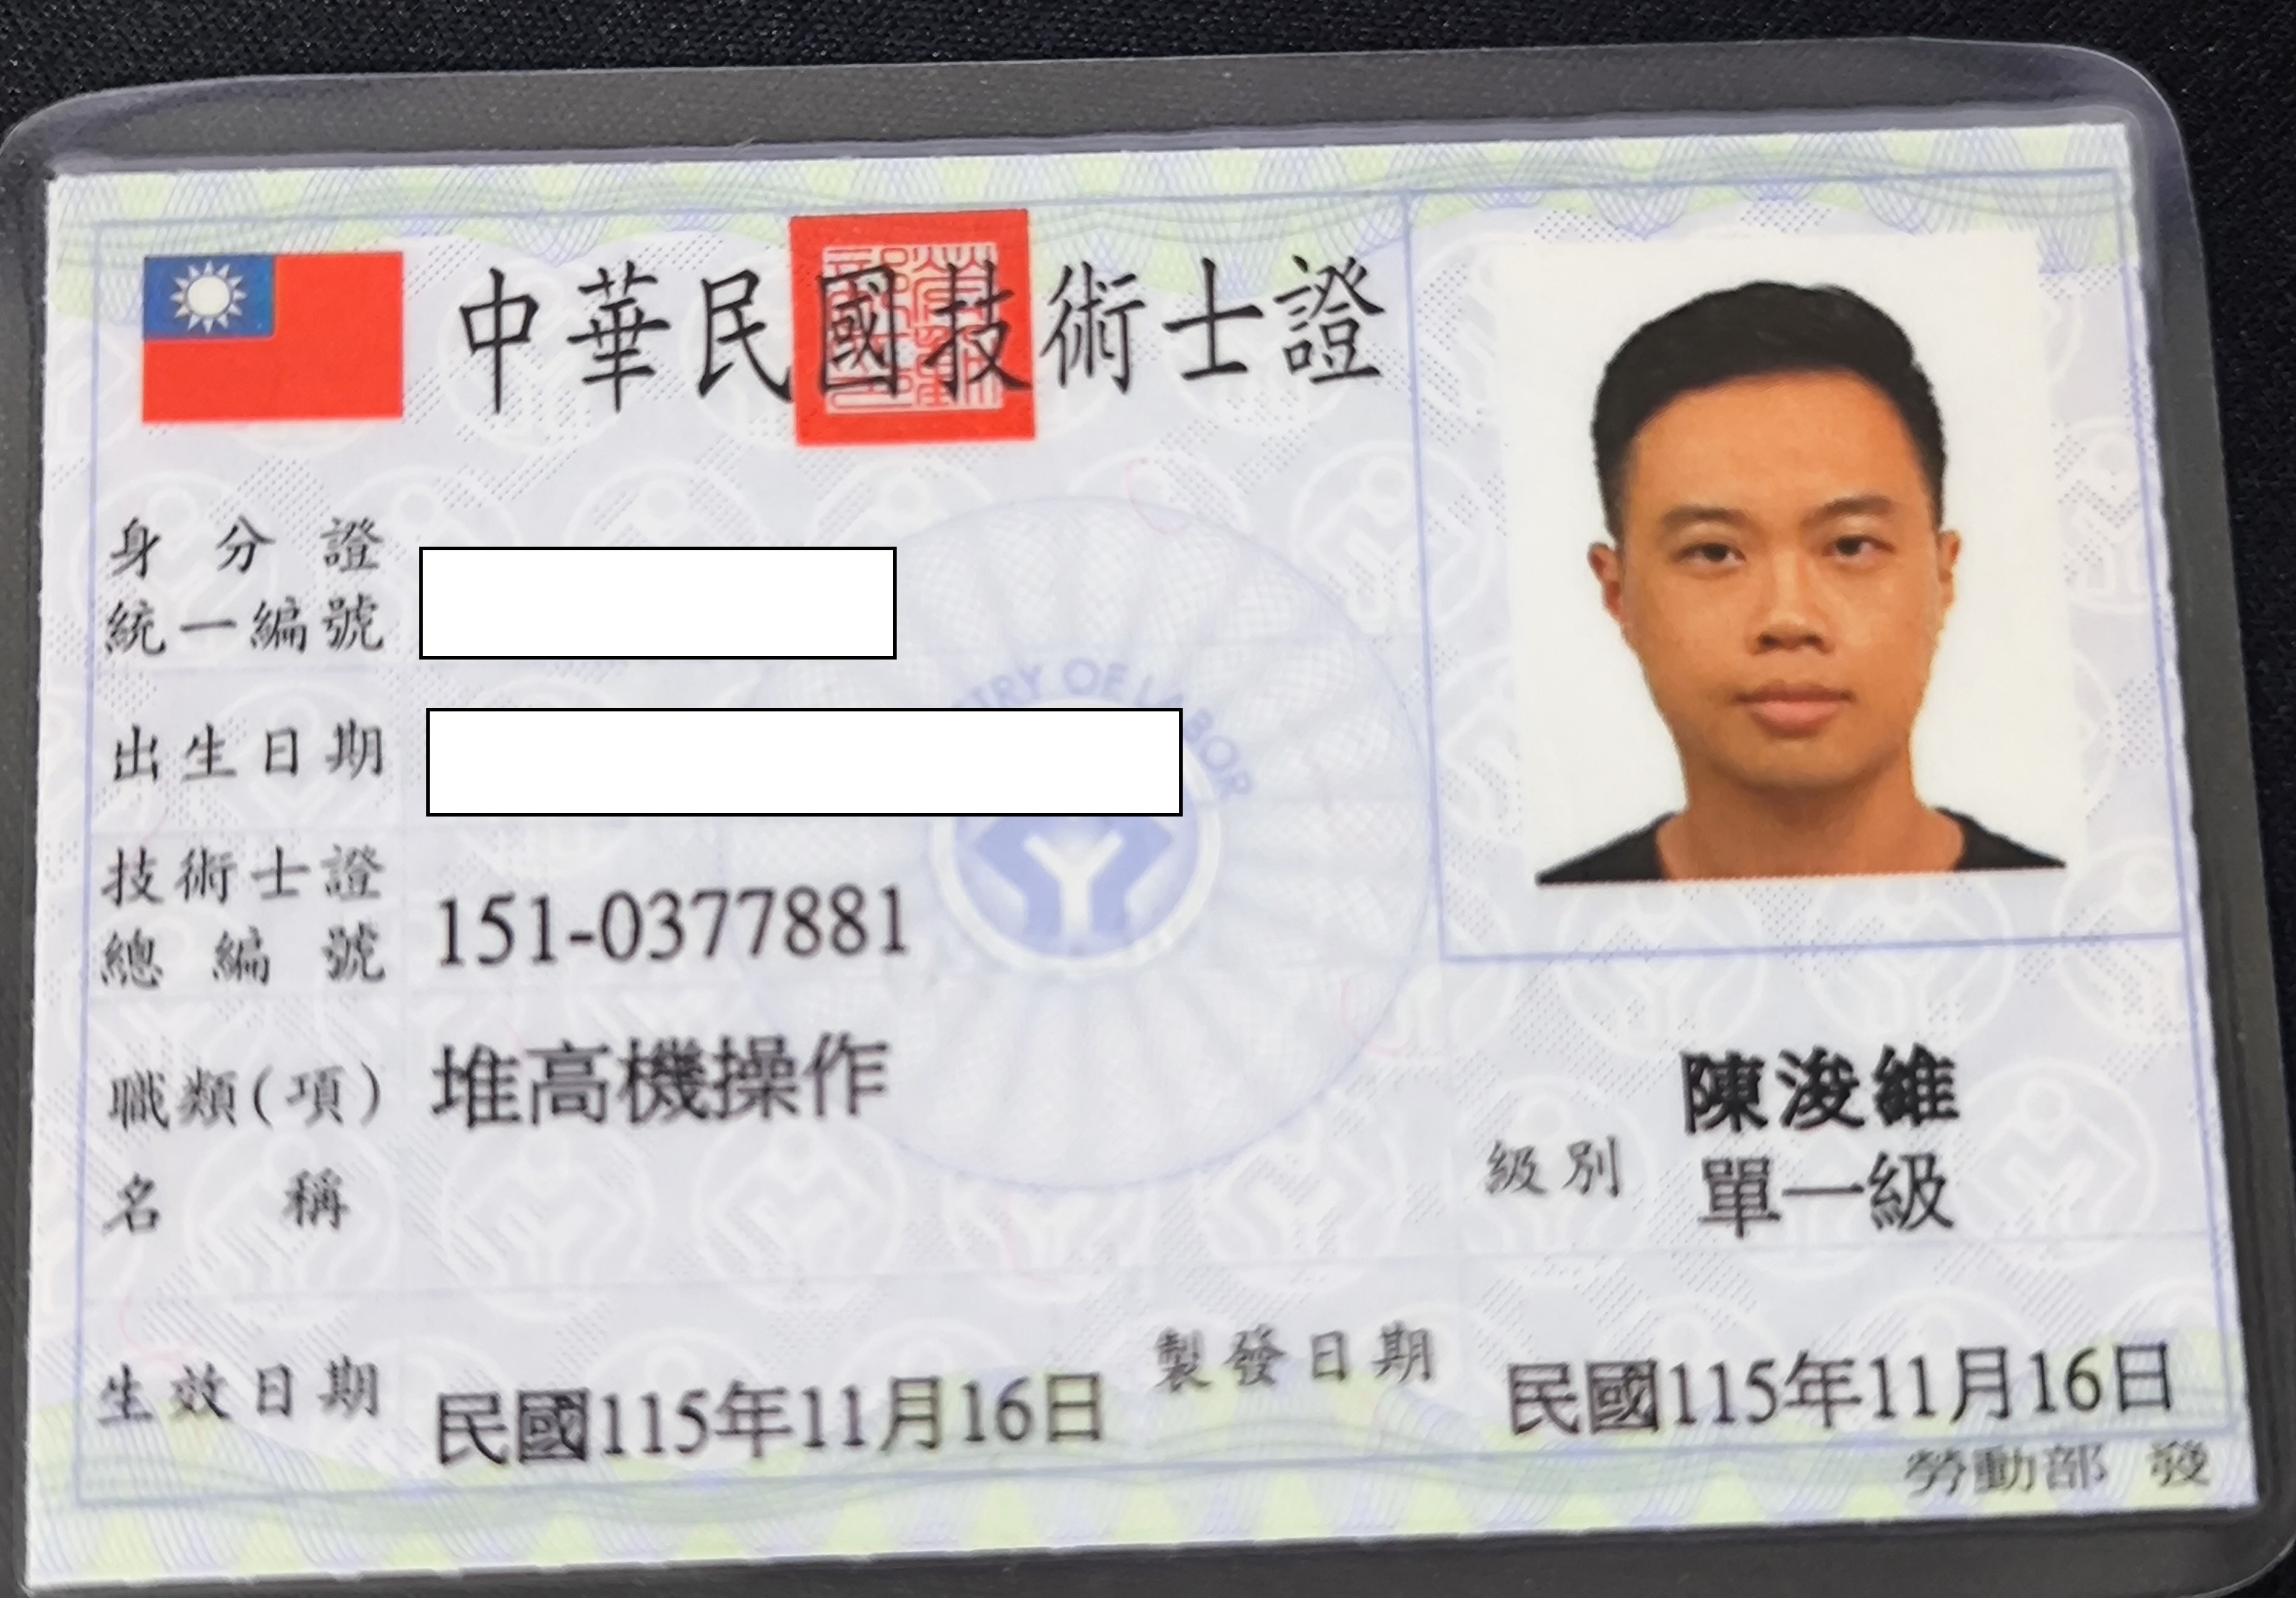 中華民國技術士證
身分證
統一編號
出生日期
技術士證
總編號
151-0377881
職類(項)
名稱
堆高機操作
陳浚維
級別 單一級
生效日期 民國115年11月16日
製發日期 民國115年11月16日
勞動部 發